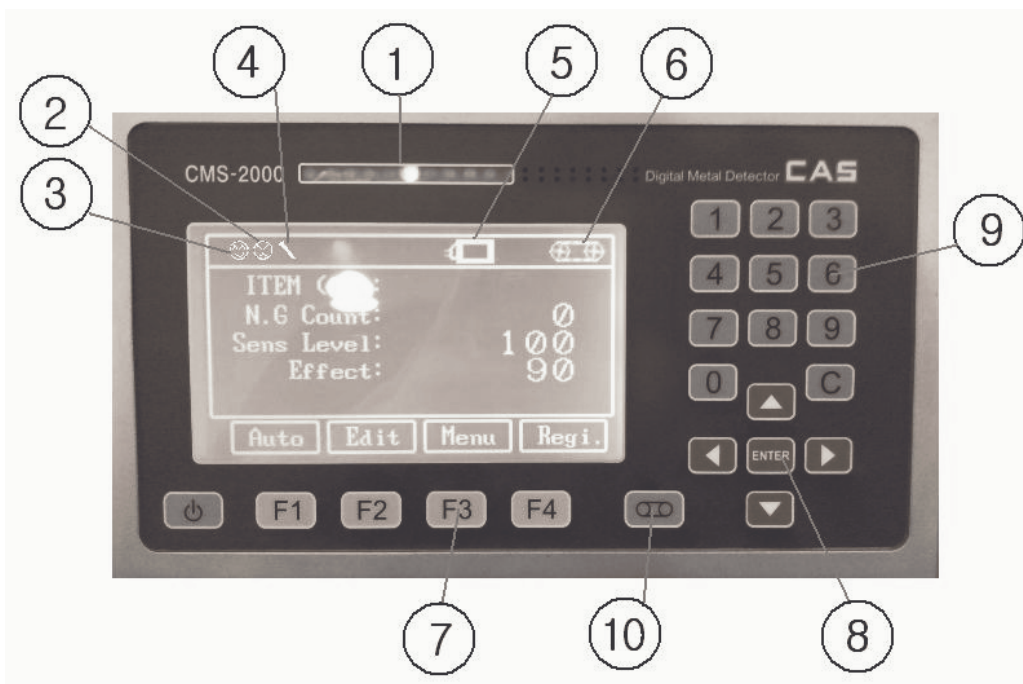 4
1
5
6
2
3
9
CMS-2000
Digital Metal Detector CAS
1 2 3
4 5 6
7 8 9
0 C
ITEM
N.G Count: 0
Sens Level: 100
Effect: 90
Auto Edit Menu Regi.
ENTER
F1 F2 F3 F4
7
10
8